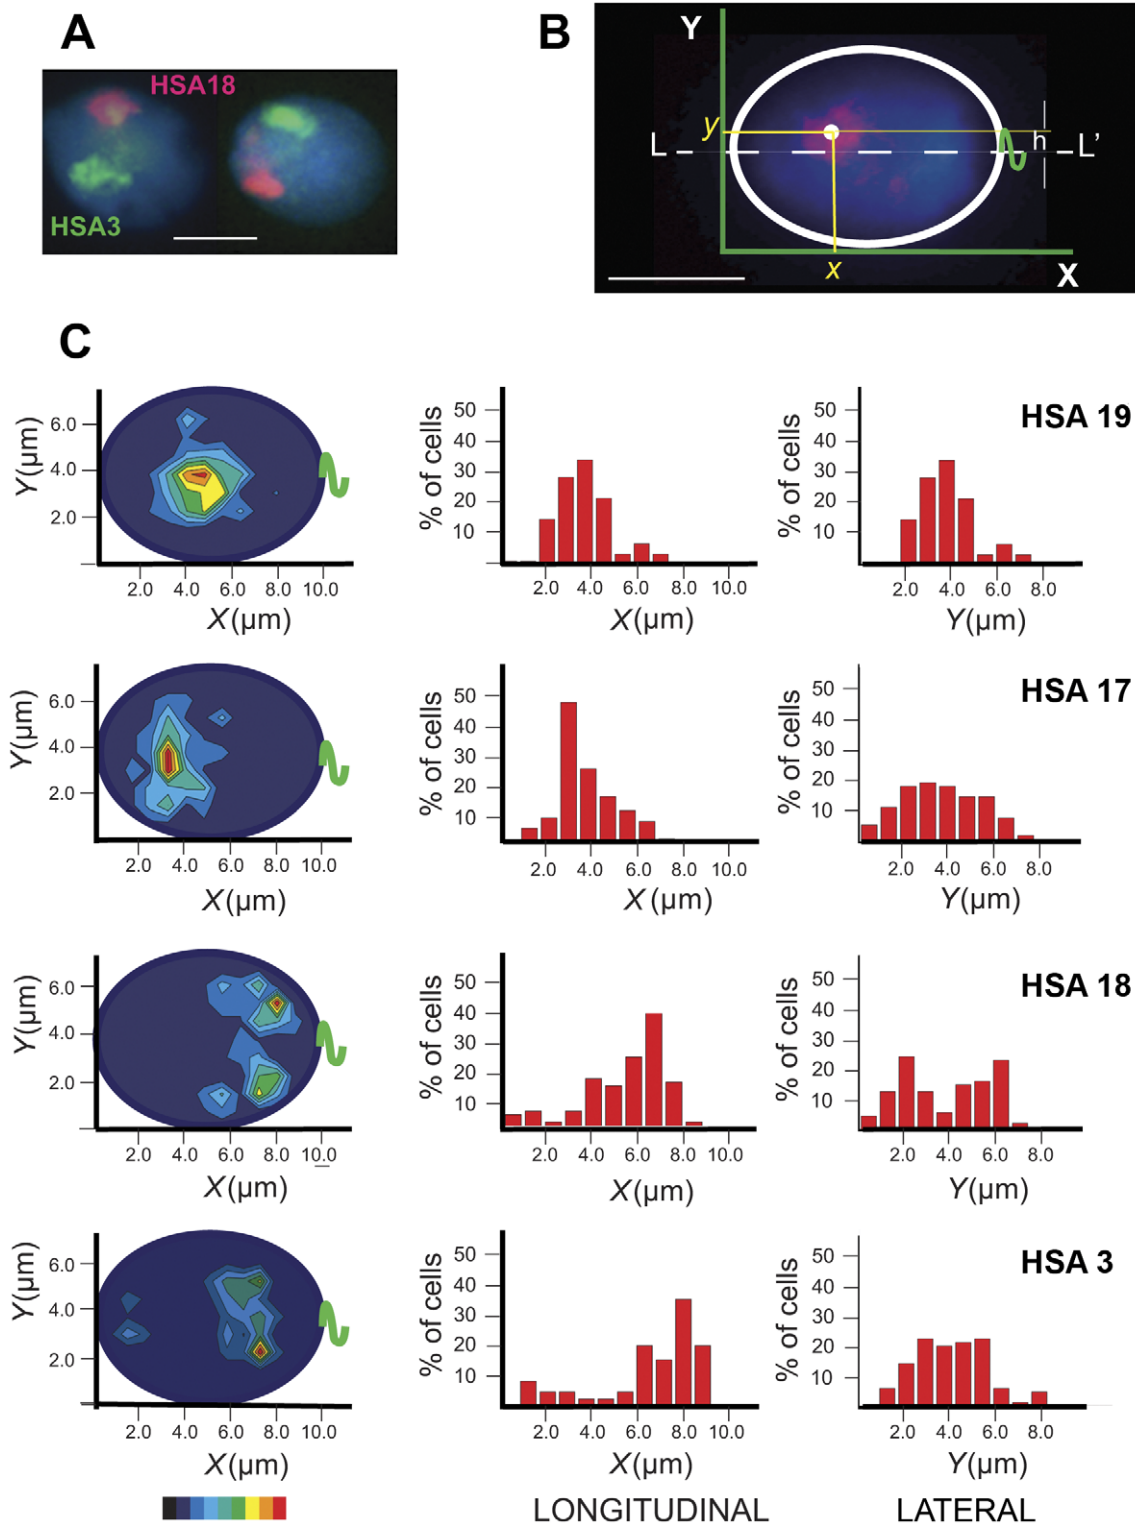 A
HSA18
HSA3
B
Y
y
L
h
L’
x
X
C
Y(µm)
6.0
4.0
2.0
2.0 4.0 6.0 8.0 10.0
X(µm)
% of cells
50
40
30
20
10
2.0 4.0 6.0 8.0 10.0
X(µm)
% of cells
50
40
30
20
10
2.0 4.0 6.0 8.0
Y(µm)
HSA 19
Y(µm)
6.0
4.0
2.0
2.0 4.0 6.0 8.0 10.0
X(µm)
% of cells
50
40
30
20
10
2.0 4.0 6.0 8.0 10.0
X(µm)
% of cells
50
40
30
20
10
2.0 4.0 6.0 8.0
Y(µm)
HSA 17
Y(µm)
6.0
4.0
2.0
2.0 4.0 6.0 8.0 10.0
X(µm)
% of cells
50
40
30
20
10
2.0 4.0 6.0 8.0 10.0
X(µm)
% of cells
50
40
30
20
10
2.0 4.0 6.0 8.0
Y(µm)
HSA 18
Y(µm)
6.0
4.0
2.0
2.0 4.0 6.0 8.0 10.0
X(µm)
% of cells
50
40
30
20
10
2.0 4.0 6.0 8.0 10.0
X(µm)
% of cells
50
40
30
20
10
2.0 4.0 6.0 8.0
Y(µm)
HSA 3
LONGITUDINAL
LATERAL